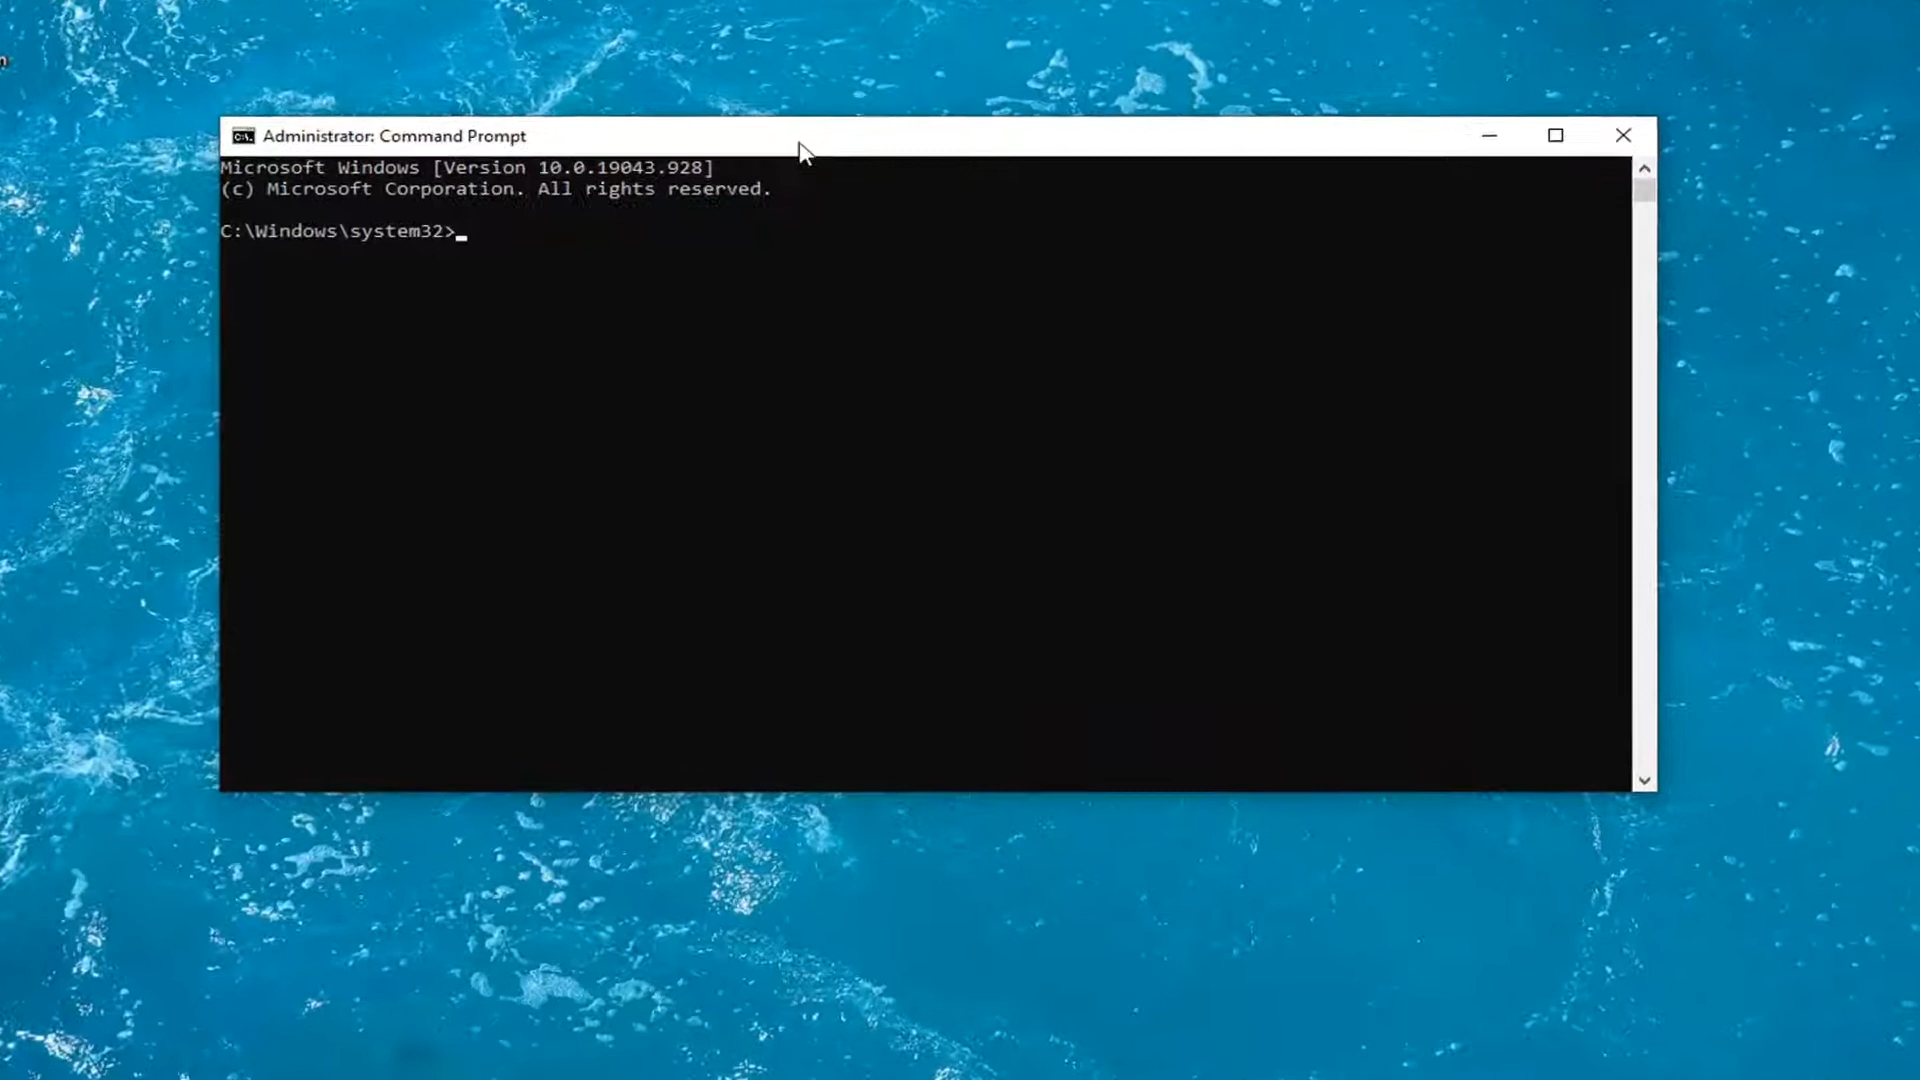 Administrator: Command Prompt
Microsoft Windows [Version 10.0.19043.928]
(c) Microsoft Corporation. All rights reserved.
C:\Windows\system32>